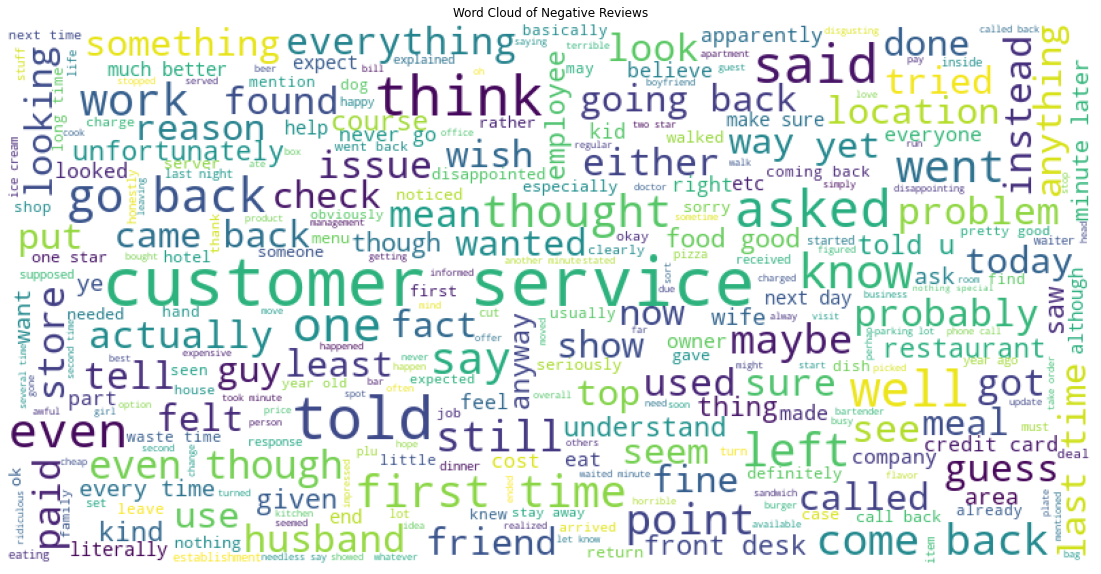 Word Cloud of Negative Reviews
next time
something
everything
basically
terrible
look
apparently
done
disgusting
called back
stuff
life
looking
long time
much better
expect
explained
saying
apartment
guest
may
believe
said
tried
pay
inside
instead
anything
minute later
stopped
served
beer
bill
mention
dog
boyfriend
oh
love
work
found
think
employee
going back
location
make sure
cook
charge
happy
rather
course
regular
two star
kid
walked
everyone
reason
help
never go
office
way yet
run
unfortunately
box
went back
issue
wish
either
walk
went
ice cream
looked
server
ate
disappointed
coming back
stop
last night
noticed
especially
right
etc
doctor
simply
disappointing
shop
honestly
leaving
go back
check
mean
thought
asked
problem
put
product
obviously
sorry
sometime
pretty good
thank
management
menu
clearly
okay
started
waiter
head
came back
though
wanted
food good
told u
figured
one star
bought
hotel
someone
getting
another minute
stated
pizza
received
ask
find
today
supposed
ye
customer service
know
room
first
informed
due
sort
charged
nothing special
want
needed
hand
move
mind
cut
usually
now
next day
business
saw
although
store
actually
one
fact
offer
moved
far
wife
alway
visit
probably
parking lot
phone call
perhaps
happened
anyway
show
owner
maybe
restaurant
several time
second time
best
expensive
say
never
seriously
gave
year ago
tell
seen
guy
least
happen
expected
might
start
dish
picked
gone
house
year old
bar
often
top
used
sure
well
got
part
took minute
spot
felt
feel
overall
need
soon
thing
made
option
update
take order
last time
awful
girl
price
person
told
job
still
bartender
busy
meal
must
even
waste time
response
understand
see
second
hope
others
left
credit card
deal
cheap
change
plu
little
cost
eat
seem
turn
company
guess
paid
ridiculous
ok
even though
dinner
waited minute
definitely
flavor
every time
impressed
first time
sandwich
fine
called
area
plate
mentioned
set
turned
given
ended
horrible
burger
family
leave
use
kitchen
end
lot
knew
stay away
available
case
call back
already
kind
seemed
idea
realized
arrived
point
nothing
husband
friend
item
come back
bag
literally
return
front desk
eating
establishment
needless say
showed
whatever
let know